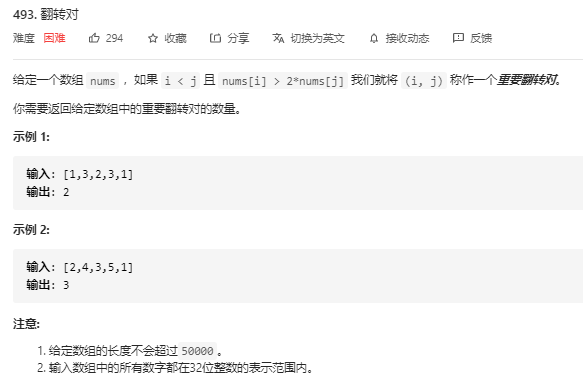 493. 翻转对
难度 困难 294 收藏 分享 切换为英文 接收动态 反馈
给定一个数组 nums ，如果 i < j 且 nums[i] > 2*nums[j] 我们就将 (i, j) 称作一个重要翻转对。
你需要返回给定数组中的重要翻转对的数量。
示例 1:
输入: [1,3,2,3,1]
输出: 2
示例 2:
输入: [2,4,3,5,1]
输出: 3
注意:
1. 给定数组的长度不会超过50000。
2. 输入数组中的所有数字都在32位整数的表示范围内。